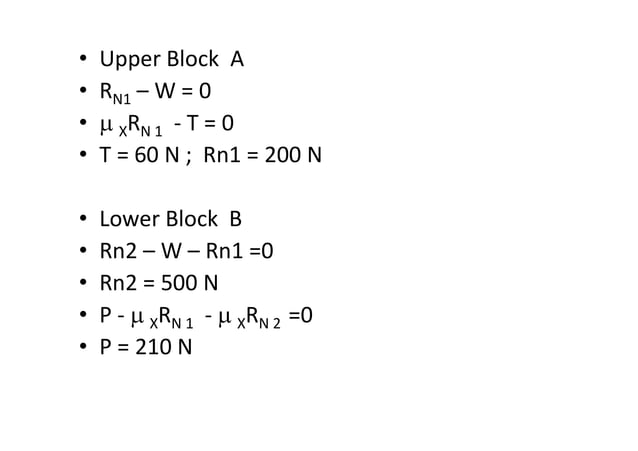 • Upper Block A
• RN1 – W = 0
• μ XRN 1 - T = 0
• T = 60 N ; Rn1 = 200 N
• Lower Block B
• Rn2 – W – Rn1 =0
• Rn2 = 500 N
• P - μ XRN 1 - μ XRN 2 =0
• P = 210 N